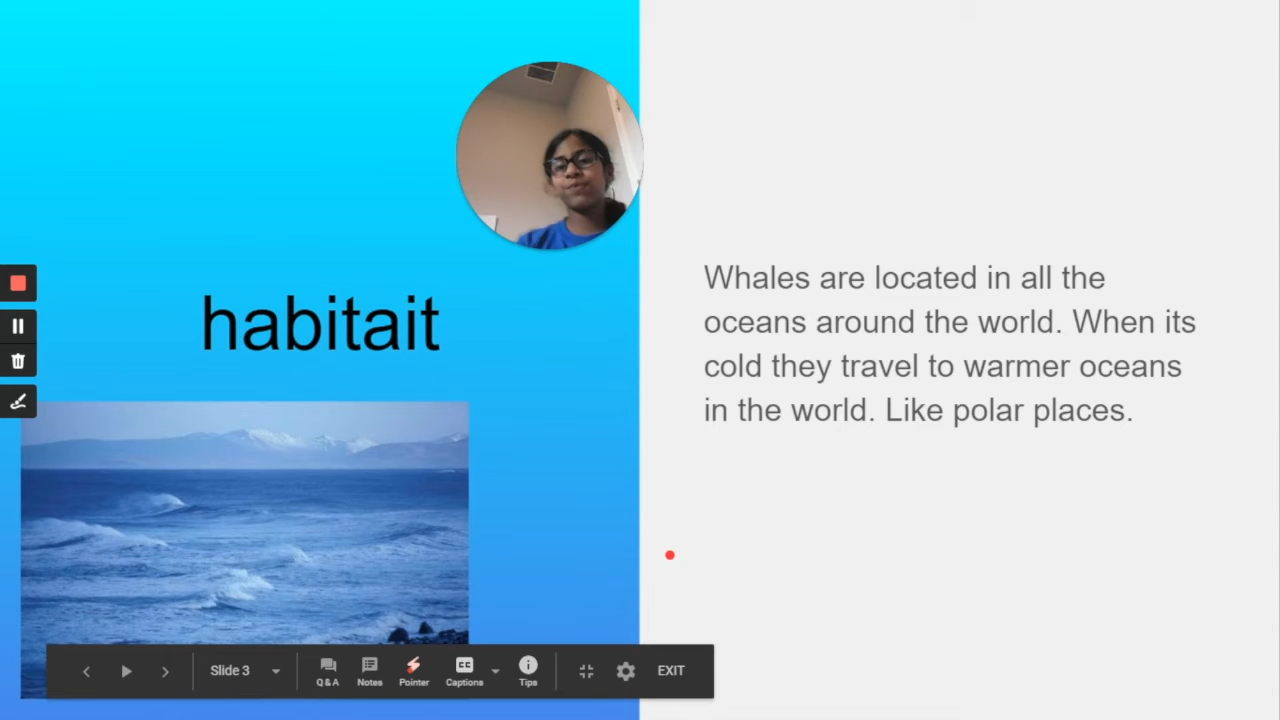 habitait
Whales are located in all the
oceans around the world. When its
cold they travel to warmer oceans
in the world. Like polar places.
Slide 3
Q&A
Notes
Pointer
CC
Captions
Tips
EXIT